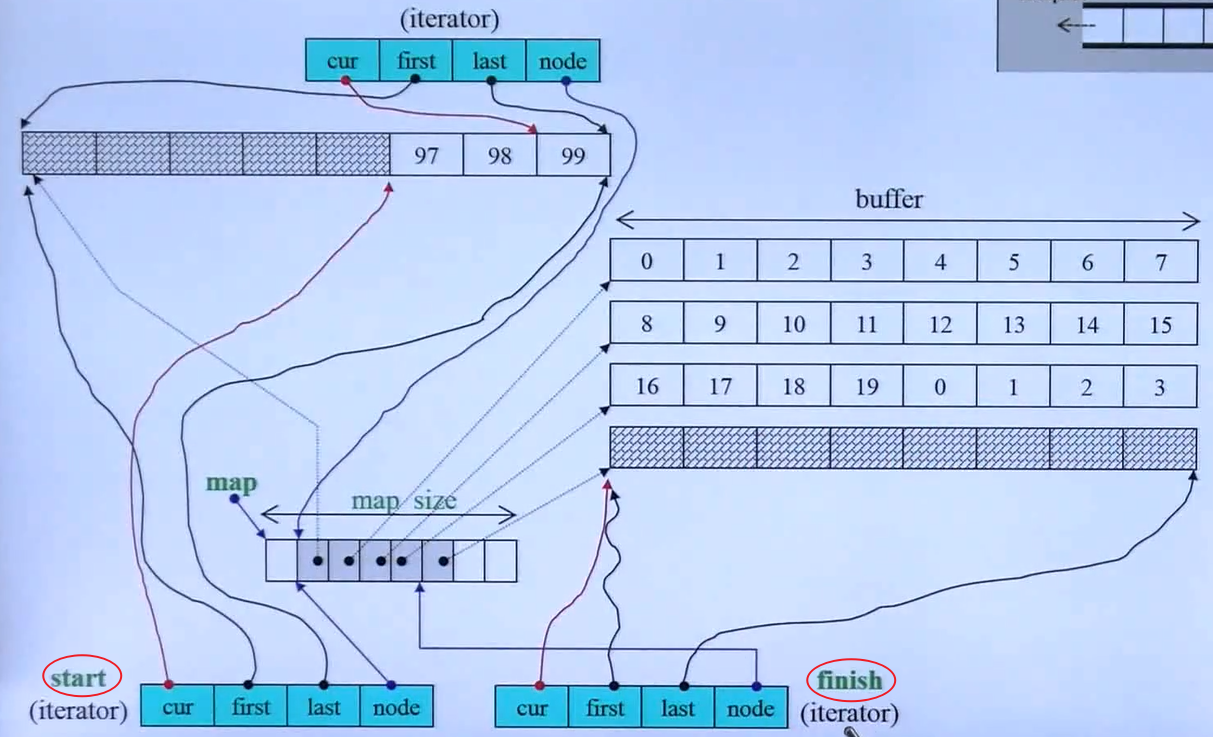 (iterator)
cur first last node
97 98 99
buffer
0 1 2 3 4 5 6 7
8 9 10 11 12 13 14 15
16 17 18 19 0 1 2 3
map
map size
start
(iterator)
cur first last node
cur first last node
finish
(iterator)